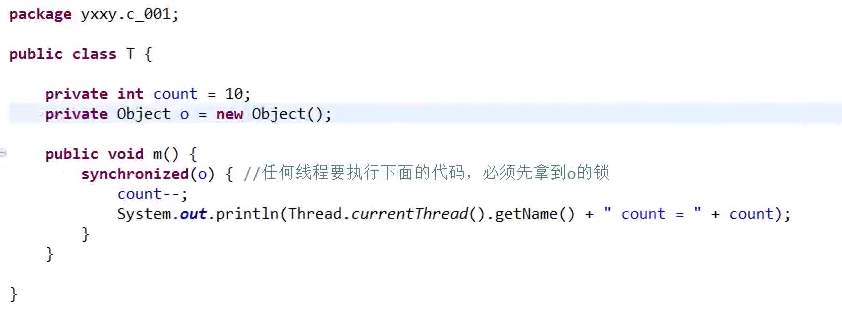 package yxxy.c_001;
public class T {
private int count = 10;
private Object o = new Object();
public void m() {
synchronized(o) { //任何线程要执行下面的代码，必须先拿到o的锁
count--;
System.out.println(Thread.currentThread().getName() + " count = " + count);
}
}
}